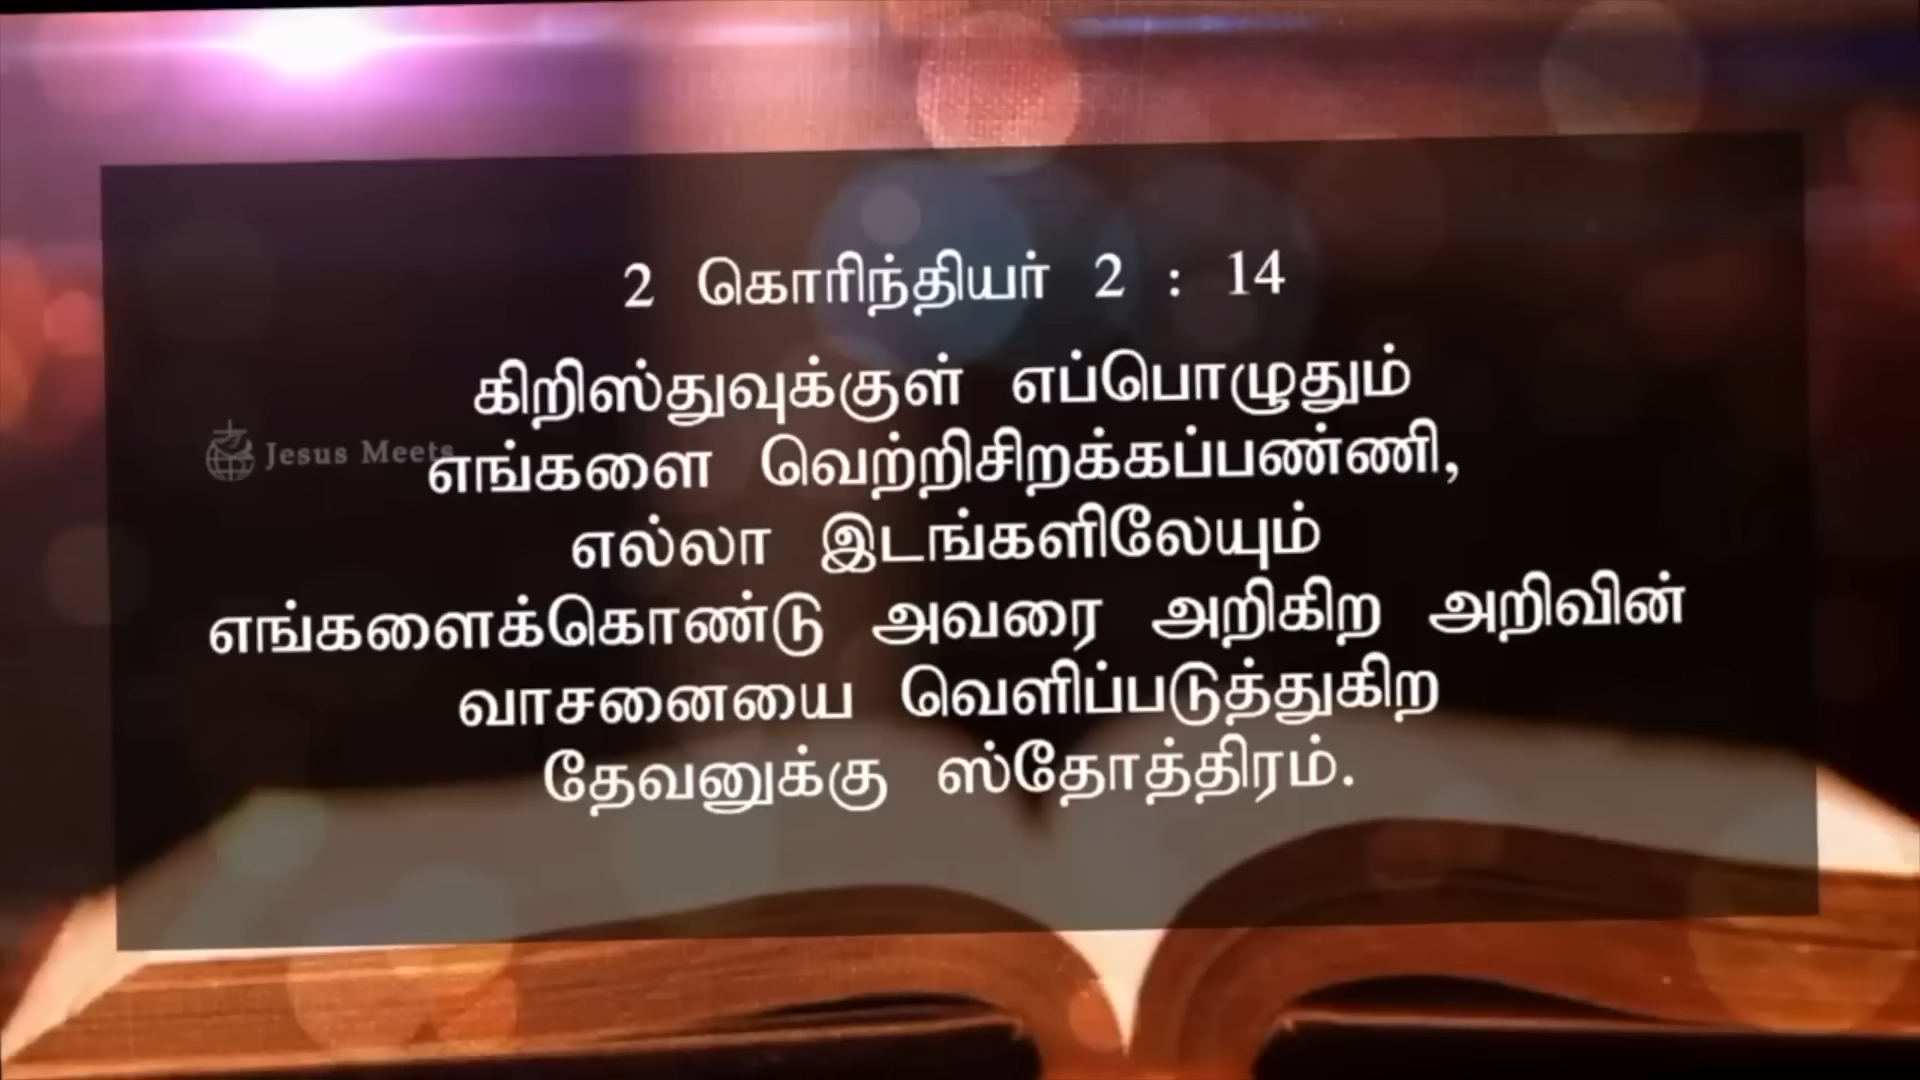 2 கொரிந்தியர் 2 : 14
கிறிஸ்துவுக்குள் எப்பொழுதும்
Jesus Meets
எங்களை வெற்றிசிறக்கப்பண்ணி,
எல்லா இடங்களிலேயும்
எங்களைக்கொண்டு அவரை அறிகிற அறிவின்
வாசனையை வெளிப்படுத்துகிற
தேவனுக்கு ஸ்தோத்திரம்.